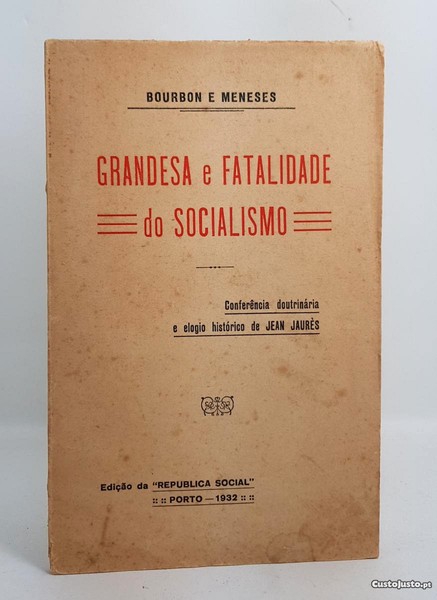 BOURBON E MENESES
GRANDESA e FATALIDADE
do SOCIALISMO
Conferência doutrinária
e elogio histórico de JEAN JAURÈS
Edição da "REPUBLICA SOCIAL"
:: :: PORTO — 1932 :: ::
CustoJusto.pt